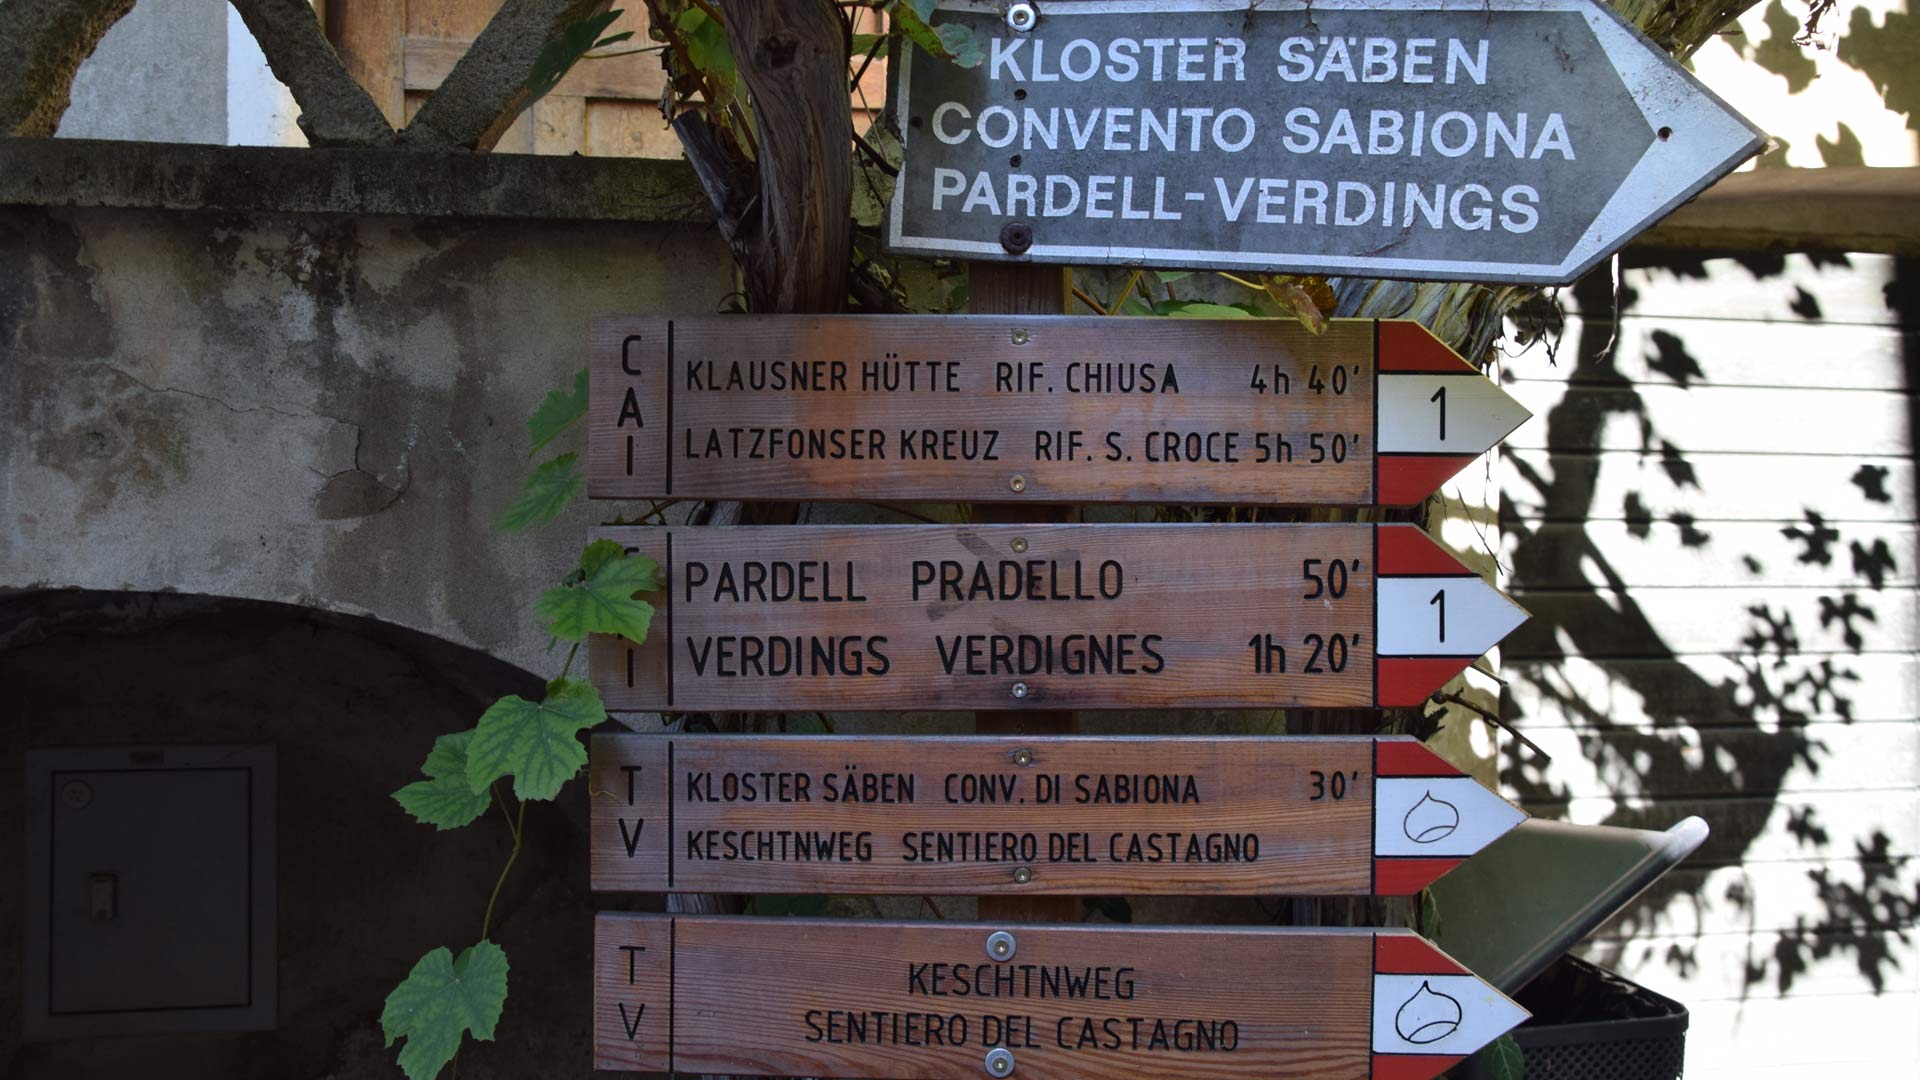 KLOSTER SÄBEN
CONVENTO SABIONA
PARDELL-VERDINGS
CAI
KLAUSNER HÜTTE RIF. CHIUSA 4h 40'
LATZFONSER KREUZ RIF. S. CROCE 5h 50'
1
PARDELL PRADELLO 50'
VERDINGS VERDIGNES 1h 20'
1
TV
KLOSTER SÄBEN CONV. DI SABIONA 30'
KESCHTNWEG SENTIERO DEL CASTAGNO
TV
KESCHTNWEG
SENTIERO DEL CASTAGNO